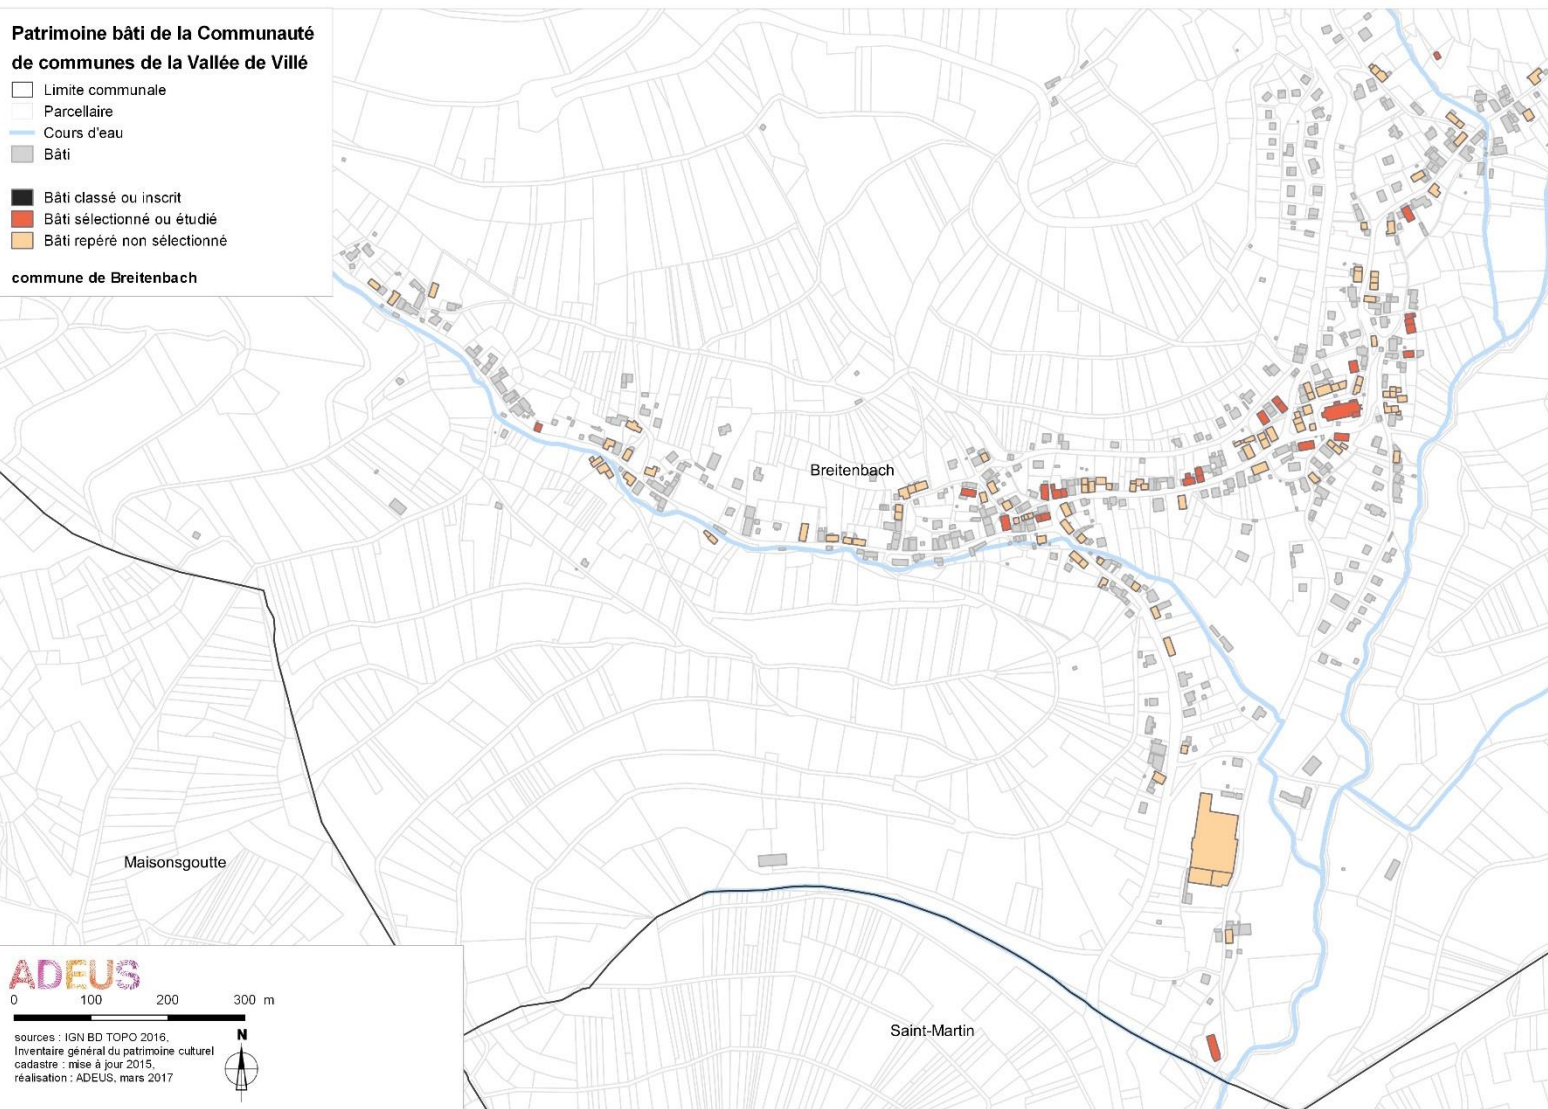 Patrimoine bâti de la Communauté
de communes de la Vallée de Villé
Limite communale
Parcellaire
Cours d'eau
Bâti
Bâti classé ou inscrit
Bâti sélectionné ou étudié
Bâti repéré non sélectionné
commune de Breitenbach
Breitenbach
Maisonsgoutte
Saint-Martin
ADEUS
0 100 200 300 m
sources : IGN BD TOPO 2016,
Inventaire général du patrimoine culturel
cadastre : mise à jour 2015,
réalisation : ADEUS, mars 2017
N